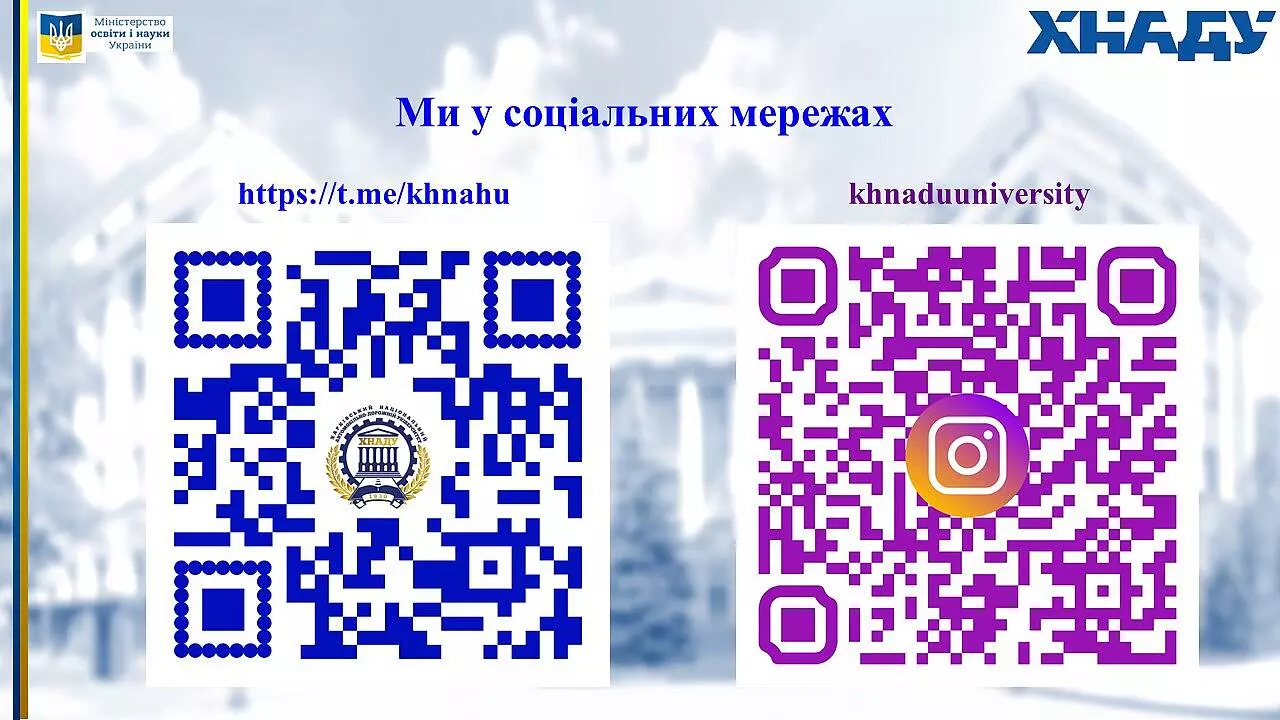 Міністерство
освіти і науки
України
ХНАДУ
Ми у соціальних мережах
https://t.me/khnahu
khnaduuniversity
ХАРКІВСЬКИЙ НАЦІОНАЛЬНИЙ
АВТОМОБІЛЬНО-ДОРОЖНІЙ УНІВЕРСИТЕТ
ХНАДУ
1930